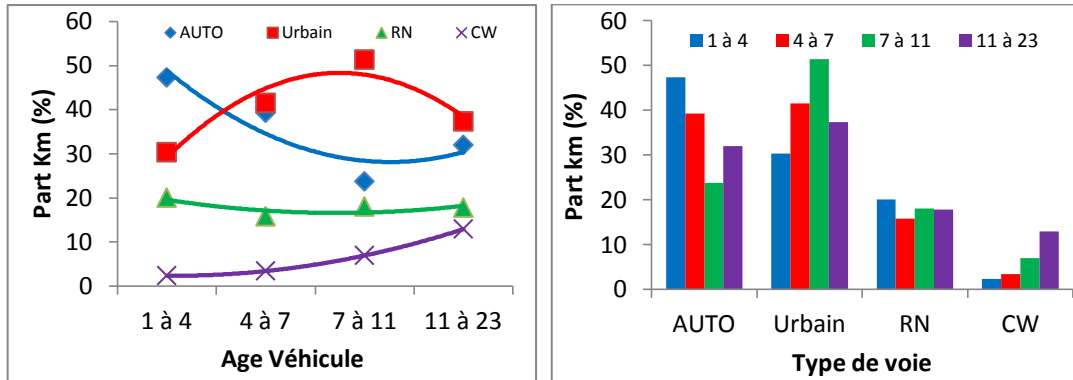 60
50
40
30
20
10
0
Part Km (%)
AUTO Urbain RN CW
1 à 4 4 à 7 7 à 11 11 à 23
Age Véhicule
60
50
40
30
20
10
0
Part km (%)
1 à 4 4 à 7 7 à 11 11 à 23
AUTO Urbain RN CW
Type de voie